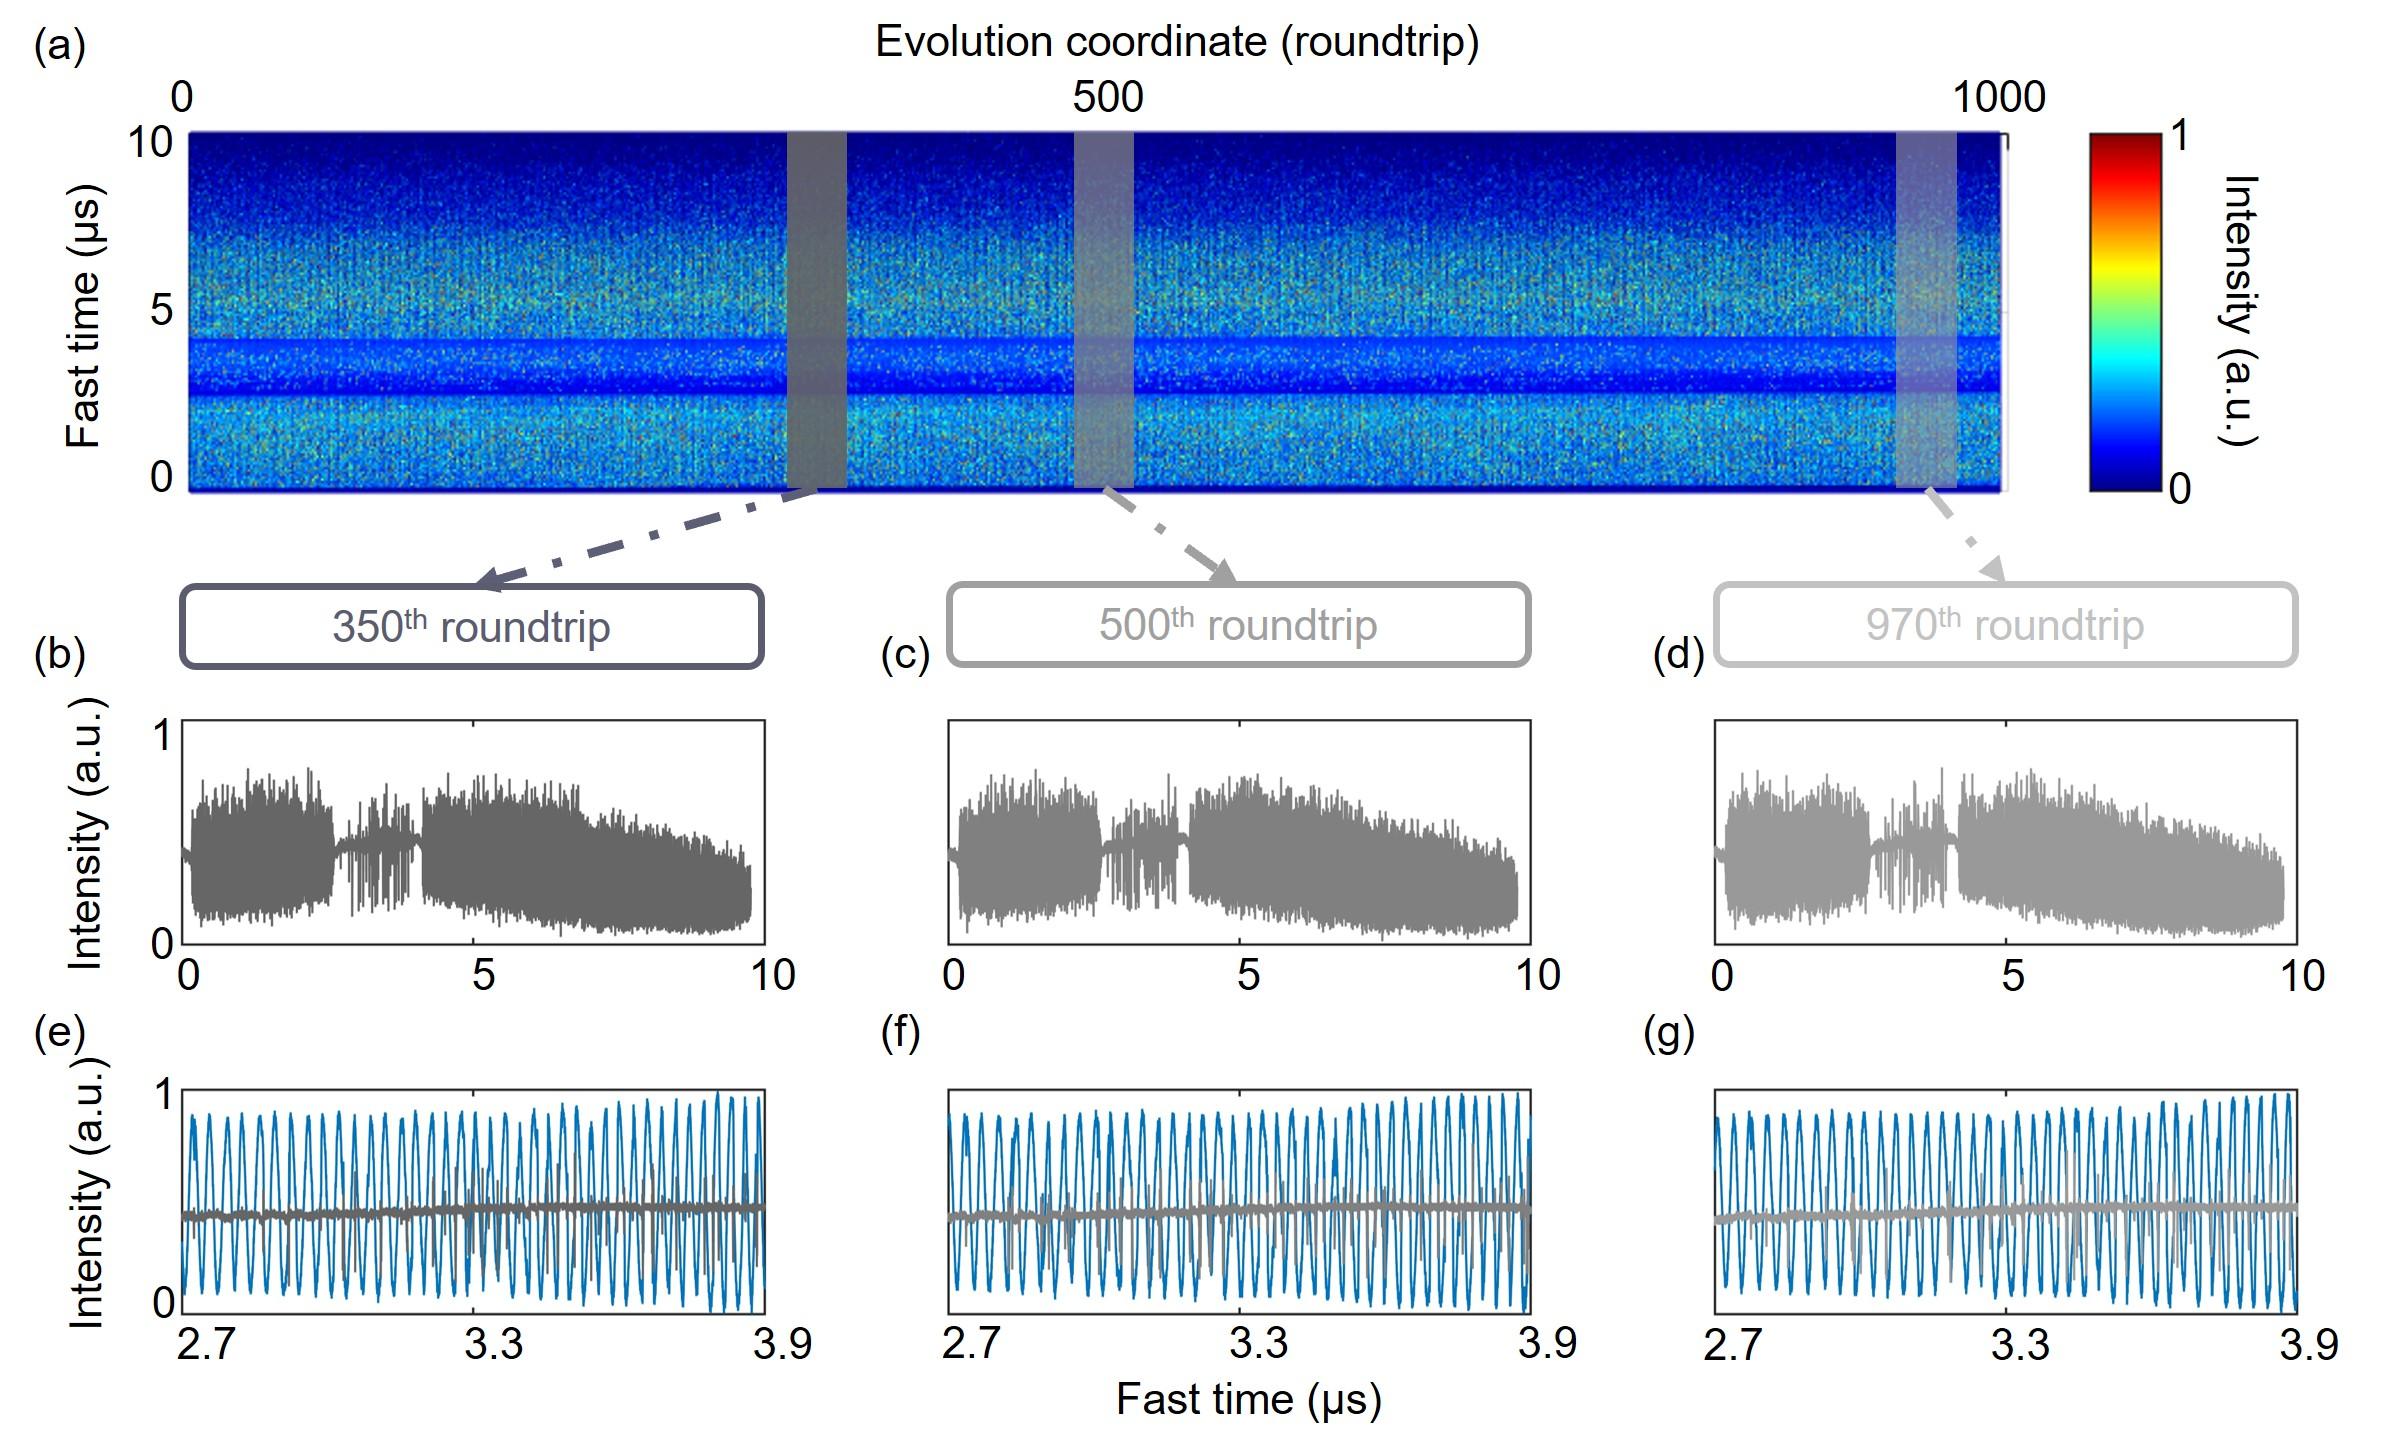 (a)
Evolution coordinate (roundtrip)
0 500 1000
10
5
0
Fast time (μs)
1
0
Intensity (a.u.)
350th roundtrip
500th roundtrip
970th roundtrip
(b) (c) (d)
Intensity (a.u.)
1
0
0 5 10 0 5 10 0 5 10
(e) (f) (g)
Intensity (a.u.)
1
0
2.7 3.3 3.9 2.7 3.3 3.9 2.7 3.3 3.9
Fast time (μs)